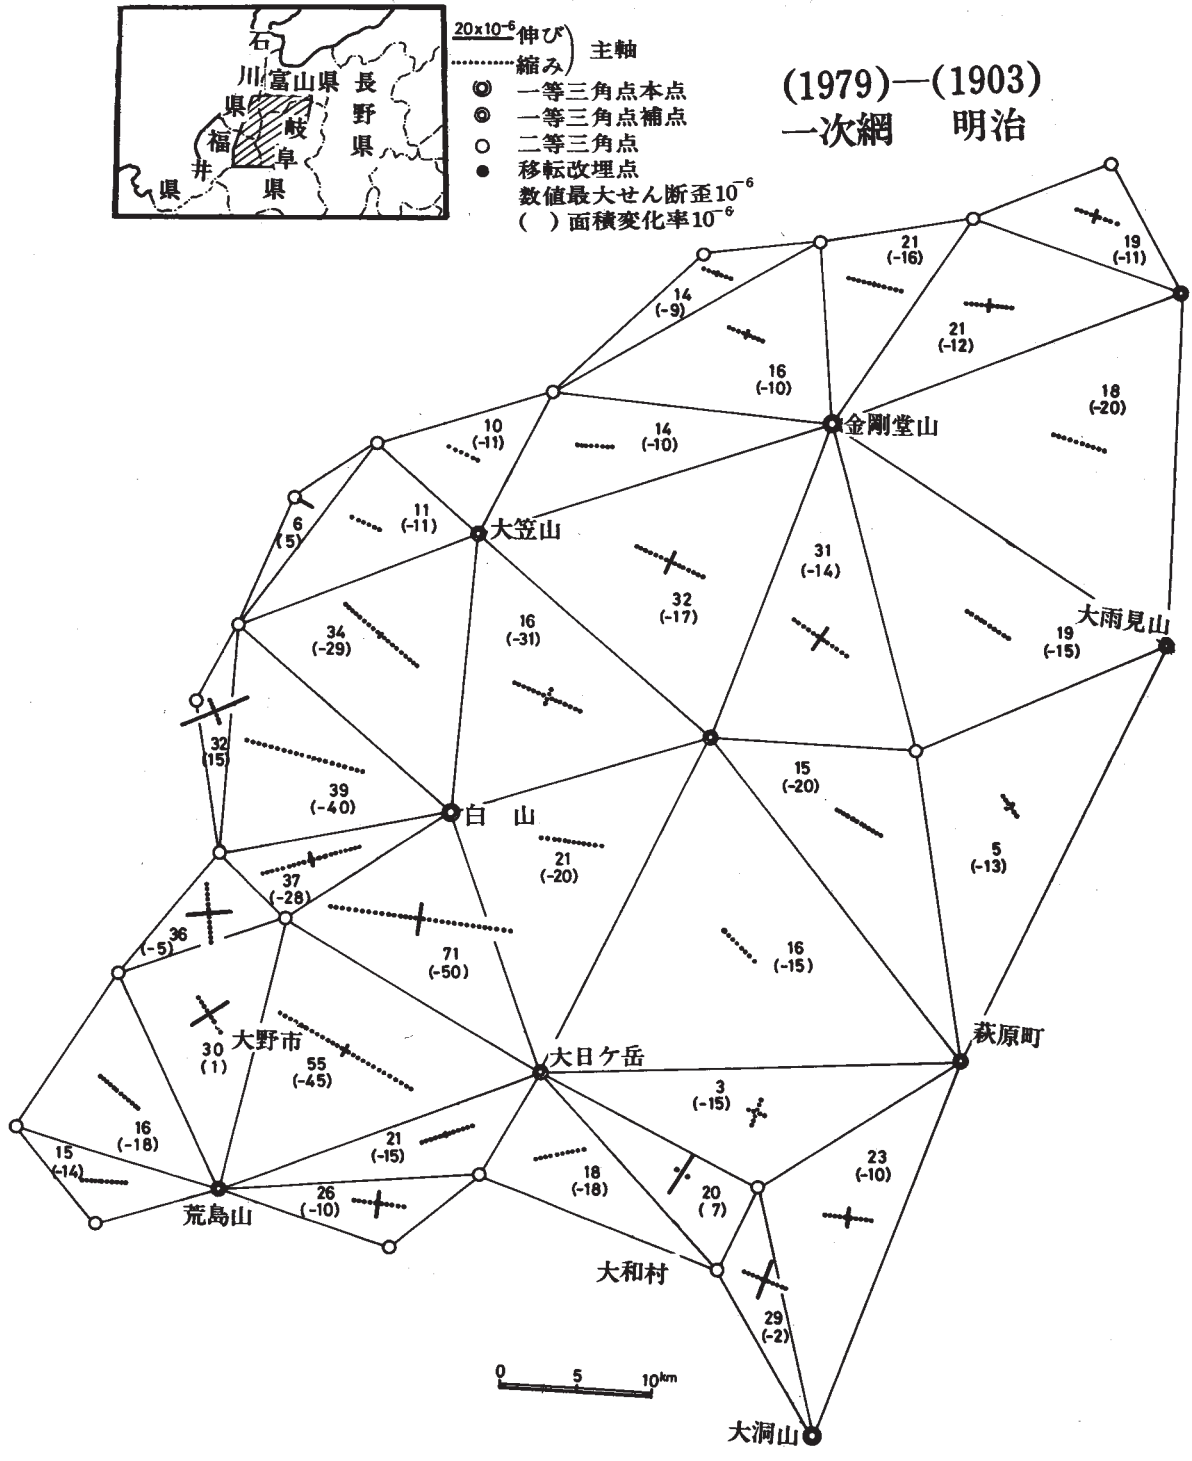 石
川
県
富山県
長
野
県
福
井
県
岐
阜
県
20x10⁻⁶ 伸び
縮み
主軸
一等三角点本点
一等三角点補点
二等三角点
移転改埋点
数値最大せん断歪10⁻⁶
( )面積変化率10⁻⁶
(1979)—(1903)
一次網 明治
19
(-11)
21
(-16)
14
(-9)
21
(-12)
16
(-10)
18
(-20)
金剛堂山
10
(-11)
14
(-10)
11
(-11)
大笠山
6
(5)
31
(-14)
32
(-17)
大雨見山
19
(-15)
34
(-29)
16
(-31)
32
(15)
39
(-40)
白 山
15
(-20)
21
(-20)
5
(-13)
37
(-28)
36
(-5)
71
(-50)
16
(-15)
萩原町
大野市
30
(1)
55
(-45)
大日ケ岳
3
(-15)
16
(-18)
21
(-15)
15
(-14)
18
(-18)
23
(-10)
20
(7)
26
(-10)
荒島山
大和村
29
(-2)
0 5 10km
大洞山